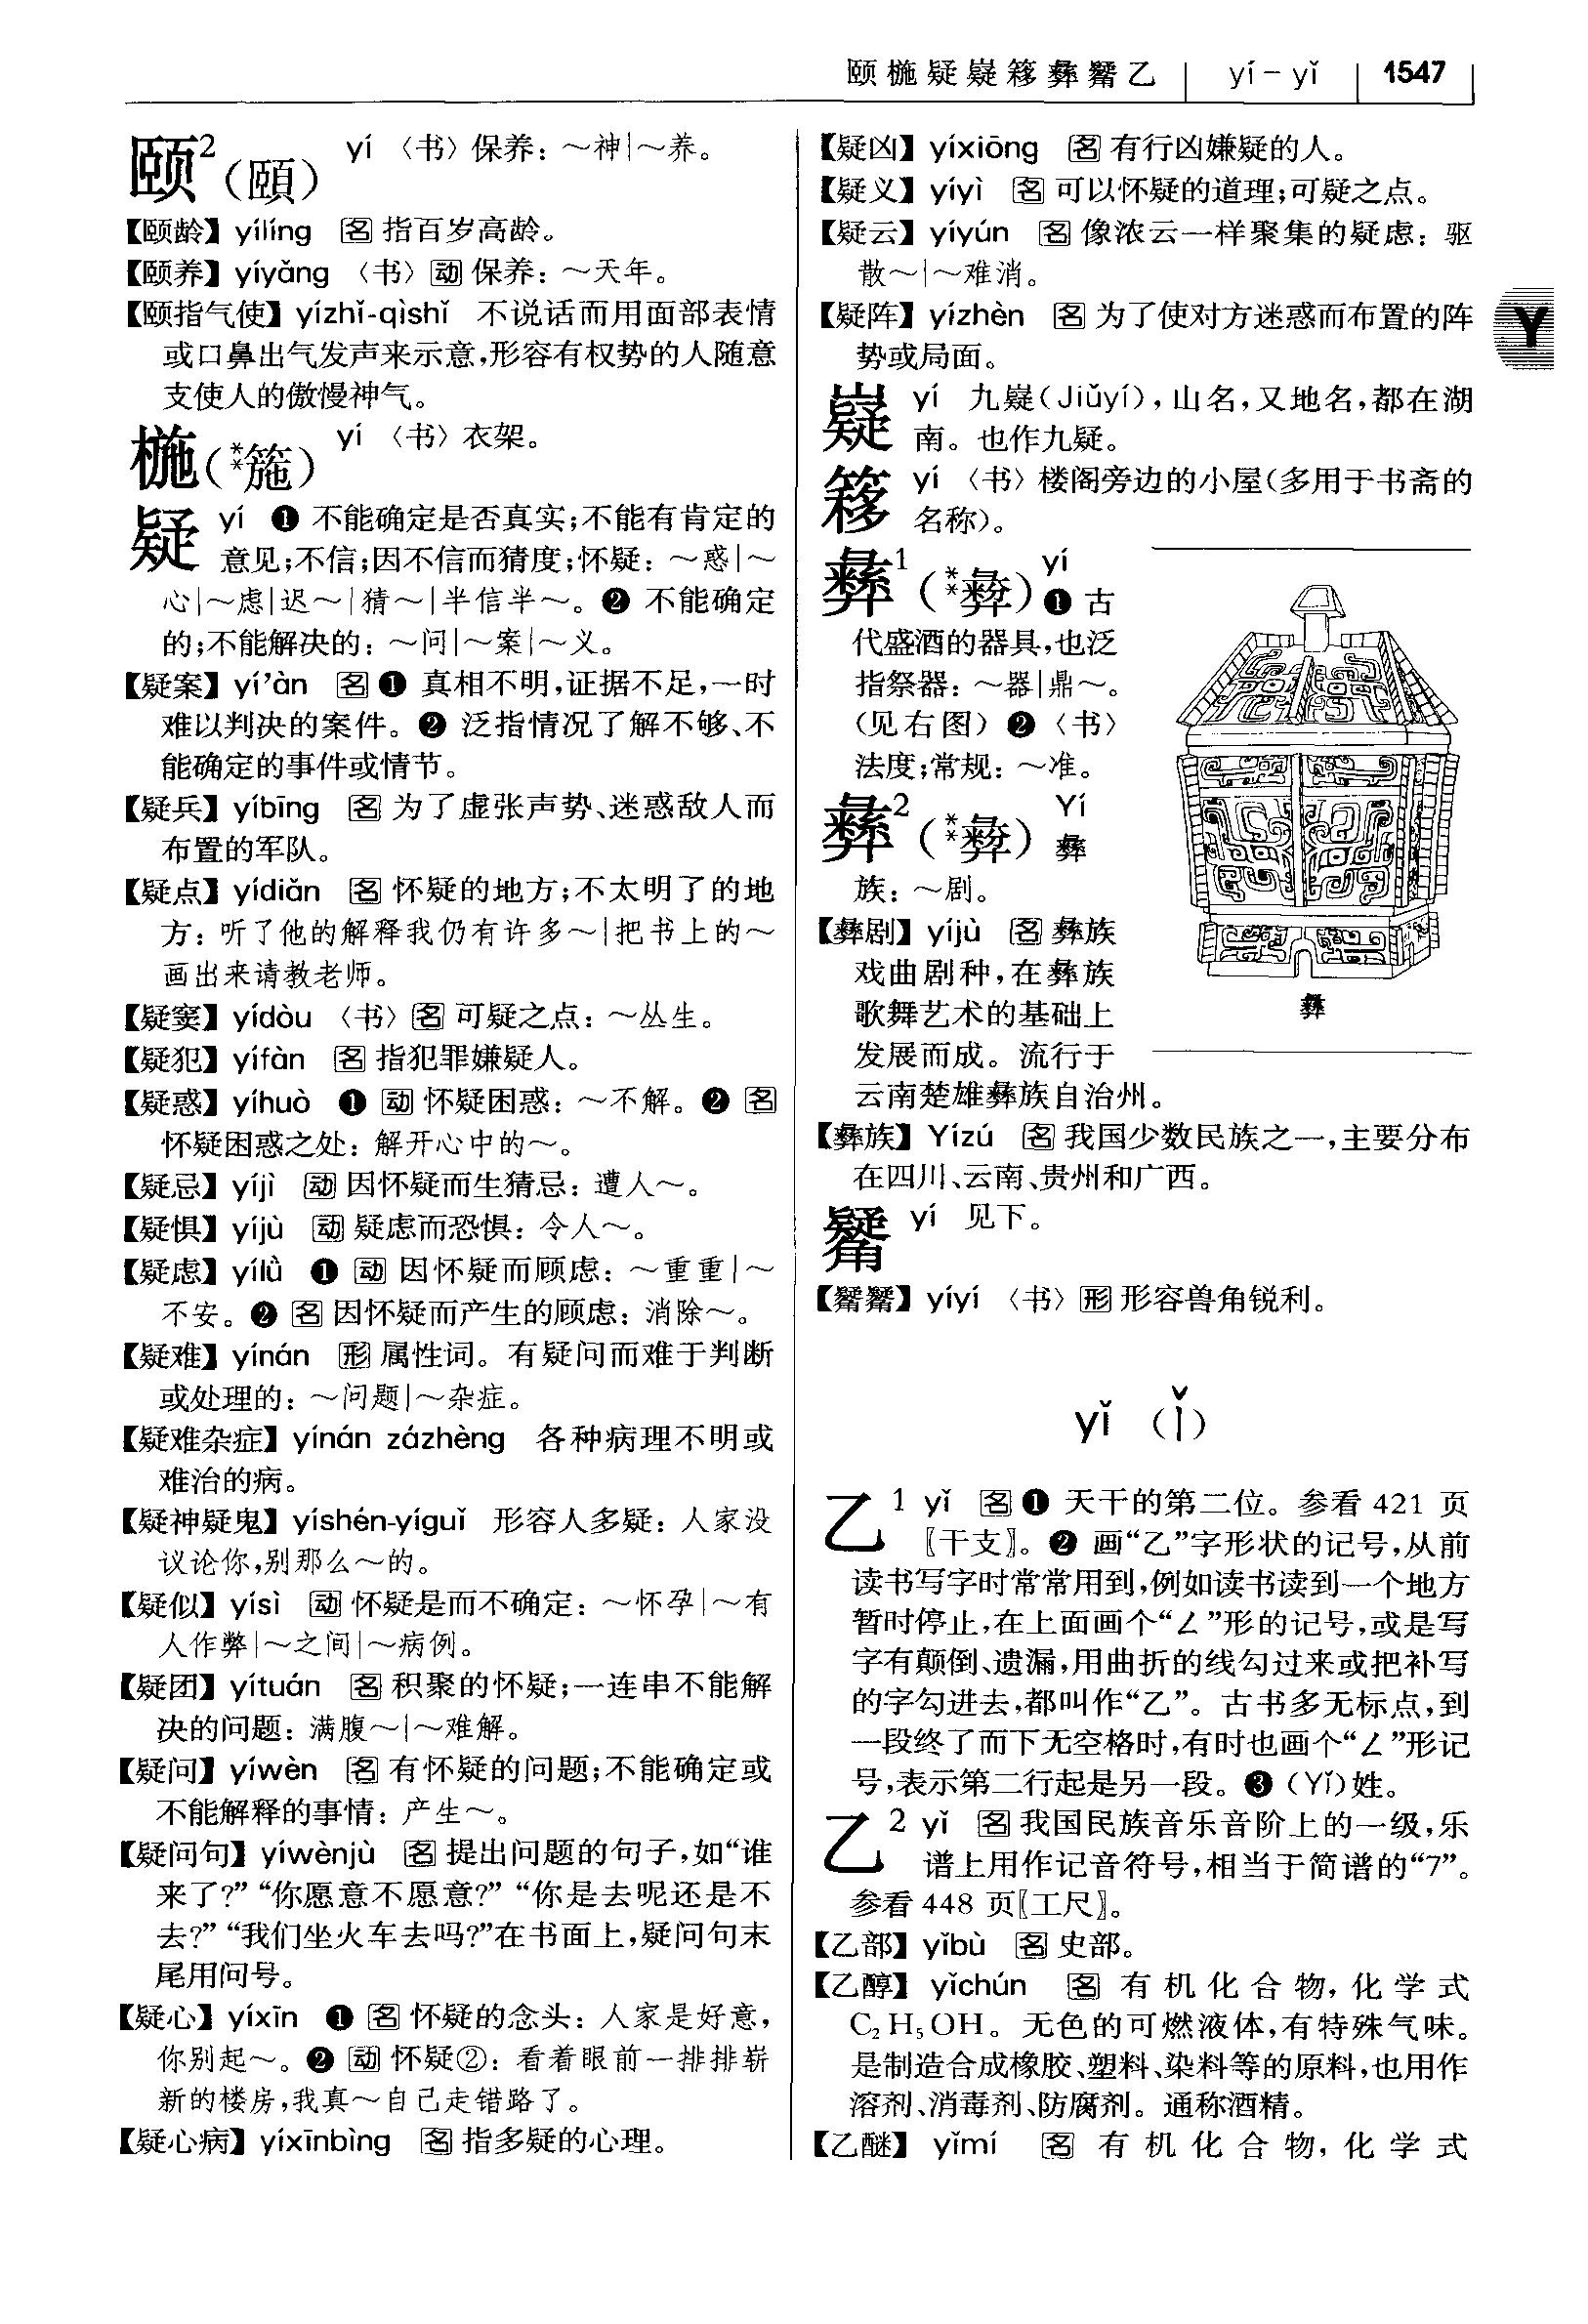 颐椸疑嶷簃彝觺乙 yí－yǐ 1547
颐²（頤） yí 〈书〉保养：～神|～养。
【颐龄】yílíng 名 指百岁高龄。
【颐养】yíyǎng 〈书〉动 保养：～天年。
【颐指气使】yízhǐ-qìshǐ 不说话而用面部表情
或口鼻出气发声来示意，形容有权势的人随意
支使人的傲慢神气。
椸（**箷） yí 〈书〉衣架。
疑 yí ❶ 不能确定是否真实；不能有肯定的
意见；不信；因不信而猜度；怀疑：～惑|～
心|～虑|迟～|猜～|半信半～。❷ 不能确定
的；不能解决的：～问|～案|～义。
【疑案】yí’àn 名 ❶ 真相不明，证据不足，一时
难以判决的案件。❷ 泛指情况了解不够、不
能确定的事件或情节。
【疑兵】yíbīng 名 为了虚张声势、迷惑敌人而
布置的军队。
【疑点】yídiǎn 名 怀疑的地方；不太明了的地
方：听了他的解释我仍有许多～|把书上的～
画出来请教老师。
【疑窦】yídòu 〈书〉名 可疑之点：～丛生。
【疑犯】yífàn 名 指犯罪嫌疑人。
【疑惑】yíhuò ❶ 动 怀疑困惑：～不解。❷ 名
怀疑困惑之处：解开心中的～。
【疑忌】yíjì 动 因怀疑而生猜忌：遭人～。
【疑惧】yíjù 动 疑虑而恐惧：令人～。
【疑虑】yílǜ ❶ 动 因怀疑而顾虑：～重重|～
不安。❷ 名 因怀疑而产生的顾虑：消除～。
【疑难】yínán 形 属性词。有疑问而难于判断
或处理的：～问题|～杂症。
【疑难杂症】yínán zázhèng 各种病理不明或
难治的病。
【疑神疑鬼】yíshén-yíguǐ 形容人多疑：人家没
议论你，别那么～的。
【疑似】yísì 动 怀疑是而不确定：～怀孕|～有
人作弊|～之间|～病例。
【疑团】yítuán 名 积聚的怀疑；一连串不能解
决的问题：满腹～|～难解。
【疑问】yíwèn 名 有怀疑的问题；不能确定或
不能解释的事情：产生～。
【疑问句】yíwènjù 名 提出问题的句子，如“谁
来了？”“你愿意不愿意？”“你是去呢还是不
去？”“我们坐火车去吗？”在书面上，疑问句末
尾用问号。
【疑心】yíxīn ❶ 名 怀疑的念头：人家是好意，
你别起～。❷ 动 怀疑②：看着眼前一排排崭
新的楼房，我真～自己走错路了。
【疑心病】yíxīnbìng 名 指多疑的心理。
【疑凶】yíxiōng 名 有行凶嫌疑的人。
【疑义】yíyì 名 可以怀疑的道理；可疑之点。
【疑云】yíyún 名 像浓云一样聚集的疑虑：驱
散～|～难消。
【疑阵】yízhèn 名 为了使对方迷惑而布置的阵
势或局面。
嶷 yí 九嶷（Jiǔyí），山名，又地名，都在湖
南。也作九疑。
簃 yí 〈书〉楼阁旁边的小屋（多用于书斋的
名称）。
彝¹（**彜） yí ❶ 古
代盛酒的器具，也泛
指祭器：～器|鼎～。
（见右图）❷〈书〉
法度；常规：～准。
彝²（**彜） Yí 彝
族：～剧。
【彝剧】yíjù 名 彝族
戏曲剧种，在彝族
歌舞艺术的基础上
发展而成。流行于
云南楚雄彝族自治州。
彝
【彝族】Yízú 名 我国少数民族之一，主要分布
在四川、云南、贵州和广西。
觺 yí 见下。
【觺觺】yíyí 〈书〉形 形容兽角锐利。
yǐ（ǐ）
乙¹ yǐ 名 ❶ 天干的第二位。参看 421 页
〖干支〗。❷ 画“乙”字形状的记号，从前
读书写字时常常用到，例如读书读到一个地方
暂时停止，在上面画个“ㄥ”形的记号，或是写
字有颠倒、遗漏，用曲折的线勾过来或把补写
的字勾进去，都叫作“乙”。古书多无标点，到
一段终了而下无空格时，有时也画个“ㄥ”形记
号，表示第二行起是另一段。❸（Yǐ）姓。
乙² yǐ 名 我国民族音乐音阶上的一级，乐
谱上用作记音符号，相当于简谱的“7”。
参看 448 页〖工尺〗。
【乙部】yǐbù 名 史部。
【乙醇】yǐchún 名 有机化合物，化学式
C₂H₅OH。无色的可燃液体，有特殊气味。
是制造合成橡胶、塑料、染料等的原料，也用作
溶剂、消毒剂、防腐剂。通称酒精。
【乙醚】yǐmí 名 有机化合物，化学式
Y